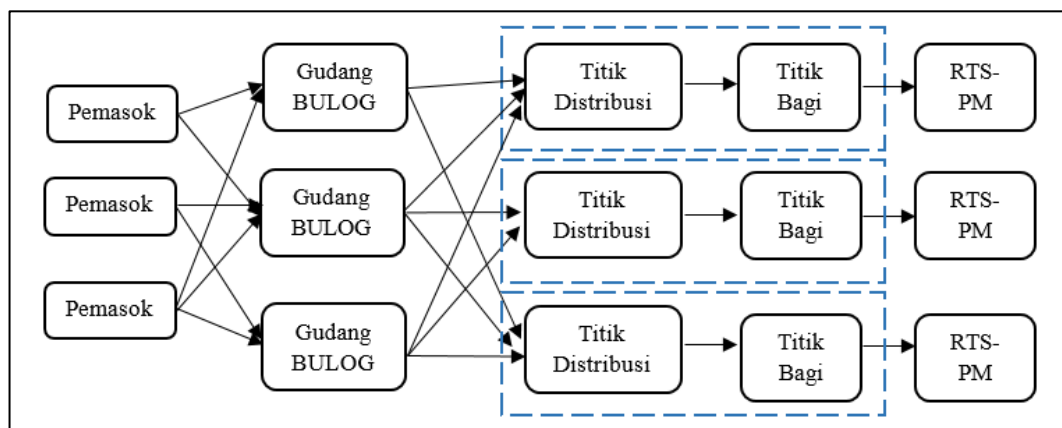 Pemasok
Pemasok
Pemasok
Gudang
BULOG
Gudang
BULOG
Gudang
BULOG
Titik
Distribusi
Titik
Bagi
RTS-
PM
Titik
Distribusi
Titik
Bagi
RTS-
PM
Titik
Distribusi
Titik
Bagi
RTS-
PM